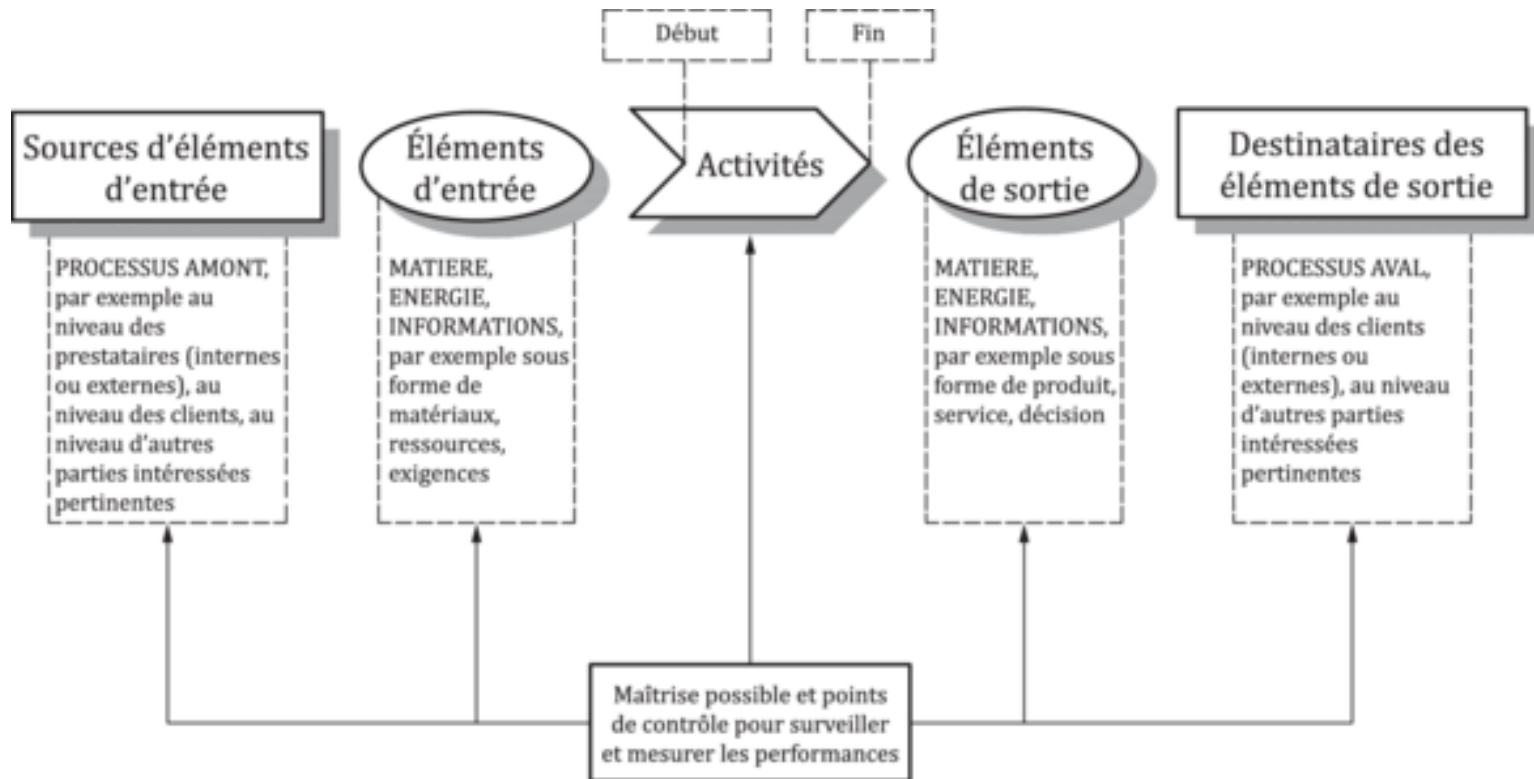 Début
Fin
Sources d'éléments
d'entrée
Éléments
d'entrée
Activités
Éléments
de sortie
Destinataires des
éléments de sortie
PROCESSUS AMONT,
par exemple au
niveau des
prestataires (internes
ou externes), au
niveau des clients, au
niveau d'autres
parties intéressées
pertinentes
MATIERE,
ENERGIE,
INFORMATIONS,
par exemple sous
forme de
matériaux,
ressources,
exigences
MATIERE,
ENERGIE,
INFORMATIONS,
par exemple sous
forme de produit,
service, décision
PROCESSUS AVAL,
par exemple au
niveau des clients
(internes ou
externes), au niveau
d'autres parties
intéressées
pertinentes
Maîtrise possible et points
de contrôle pour surveiller
et mesurer les performances